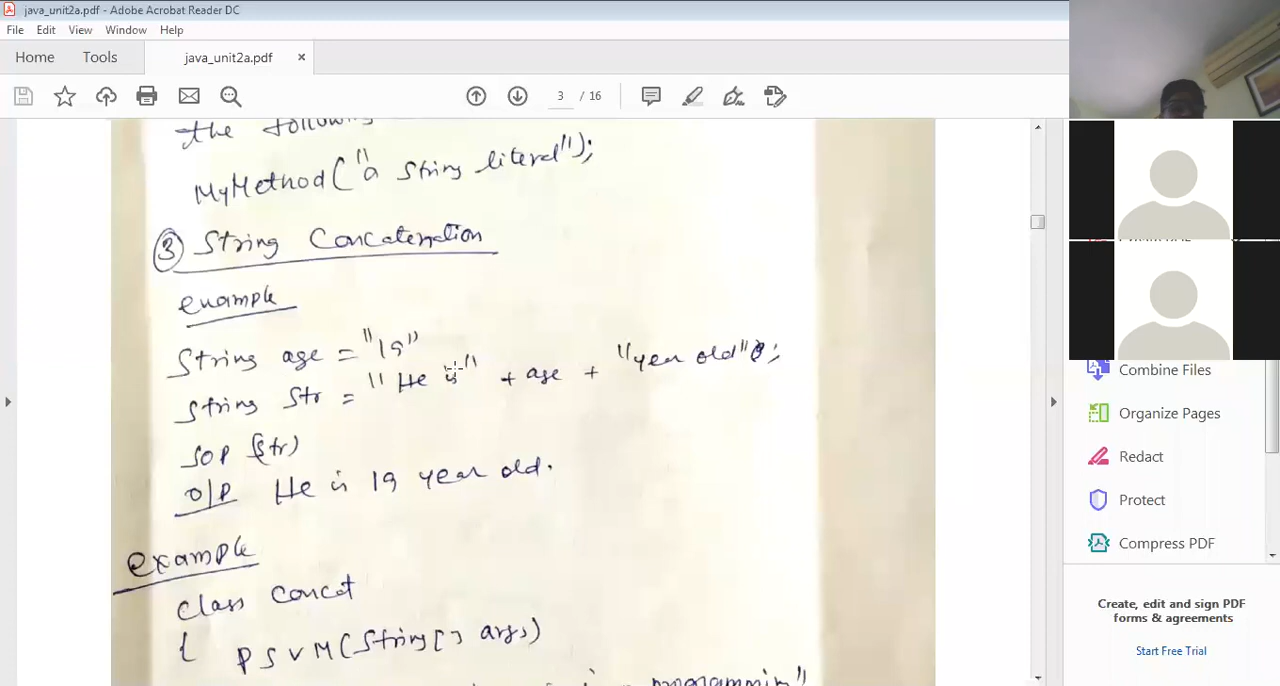 java_unit2a.pdf - Adobe Acrobat Reader DC
File Edit View Window Help
Home Tools java_unit2a.pdf ×
3 / 16
the following
MyMethod("a string literal");
③ String Concatenation
example
String age = "19"
String Str = "He is" + age + "year old";
SOP (str)
O/P He is 19 year old.
example
class concat
{ PSVM(String[] args)
programmin"
Combine Files
Organize Pages
Redact
Protect
Compress PDF
Create, edit and sign PDF
forms & agreements
Start Free Trial